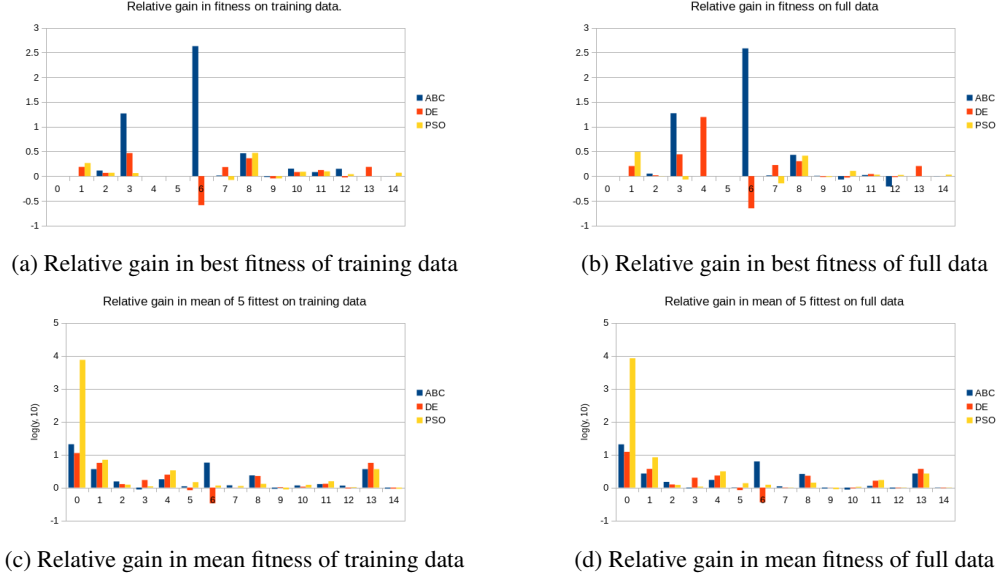 Relative gain in fitness on training data.
3
2.5
2
1.5
1
0.5
0
-0.5
-1
0 1 2 3 4 5 6 7 8 9 10 11 12 13 14
ABC
DE
PSO
(a) Relative gain in best fitness of training data
Relative gain in fitness on full data
3
2.5
2
1.5
1
0.5
0
-0.5
-1
0 1 2 3 4 5 6 7 8 9 10 11 12 13 14
ABC
DE
PSO
(b) Relative gain in best fitness of full data
Relative gain in mean of 5 fittest on training data
log(y, 10)
5
4
3
2
1
0
-1
0 1 2 3 4 5 6 7 8 9 10 11 12 13 14
ABC
DE
PSO
(c) Relative gain in mean fitness of training data
Relative gain in mean of 5 fittest on full data
log(y, 10)
5
4
3
2
1
0
-1
0 1 2 3 4 5 6 7 8 9 10 11 12 13 14
ABC
DE
PSO
(d) Relative gain in mean fitness of full data